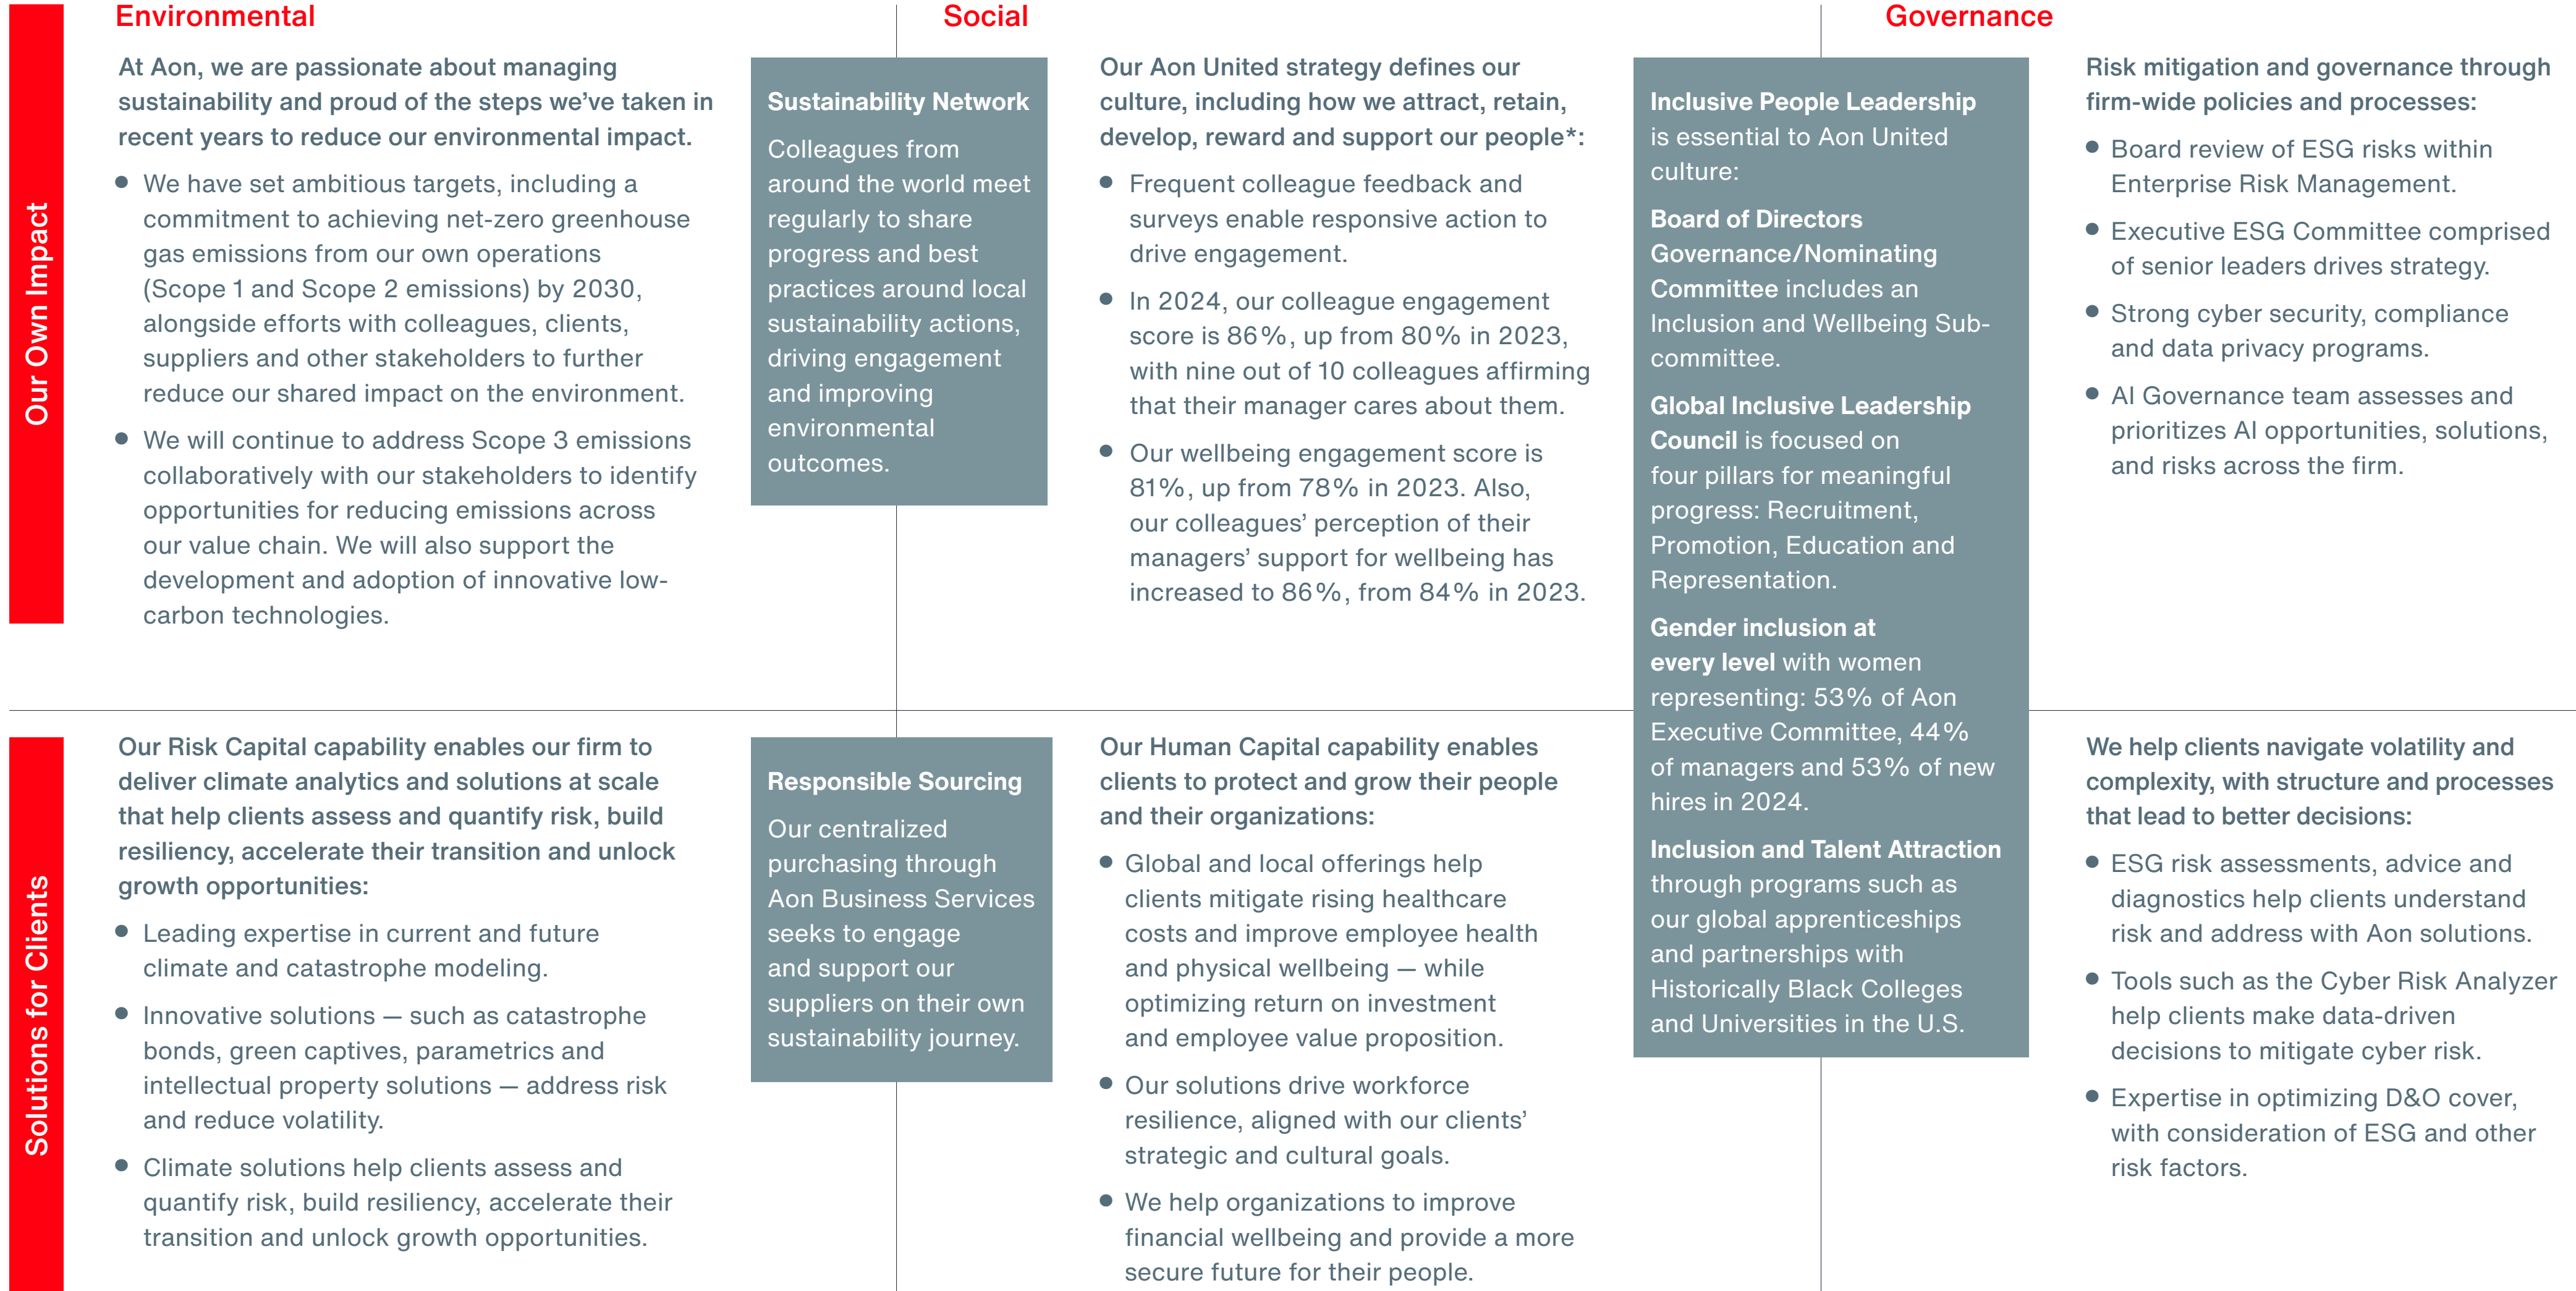 Environmental
Social
Governance
Our Own Impact
At Aon, we are passionate about managing
sustainability and proud of the steps we’ve taken in
recent years to reduce our environmental impact.
● We have set ambitious targets, including a
commitment to achieving net-zero greenhouse
gas emissions from our own operations
(Scope 1 and Scope 2 emissions) by 2030,
alongside efforts with colleagues, clients,
suppliers and other stakeholders to further
reduce our shared impact on the environment.
● We will continue to address Scope 3 emissions
collaboratively with our stakeholders to identify
opportunities for reducing emissions across
our value chain. We will also support the
development and adoption of innovative low-
carbon technologies.
Sustainability Network
Colleagues from
around the world meet
regularly to share
progress and best
practices around local
sustainability actions,
driving engagement
and improving
environmental
outcomes.
Our Aon United strategy defines our
culture, including how we attract, retain,
develop, reward and support our people*:
● Frequent colleague feedback and
surveys enable responsive action to
drive engagement.
● In 2024, our colleague engagement
score is 86%, up from 80% in 2023,
with nine out of 10 colleagues affirming
that their manager cares about them.
● Our wellbeing engagement score is
81%, up from 78% in 2023. Also,
our colleagues’ perception of their
managers’ support for wellbeing has
increased to 86%, from 84% in 2023.
Inclusive People Leadership
is essential to Aon United
culture:
Board of Directors
Governance/Nominating
Committee includes an
Inclusion and Wellbeing Sub-
committee.
Global Inclusive Leadership
Council is focused on
four pillars for meaningful
progress: Recruitment,
Promotion, Education and
Representation.
Gender inclusion at
every level with women
representing: 53% of Aon
Executive Committee, 44%
of managers and 53% of new
hires in 2024.
Inclusion and Talent Attraction
through programs such as
our global apprenticeships
and partnerships with
Historically Black Colleges
and Universities in the U.S.
Risk mitigation and governance through
firm-wide policies and processes:
● Board review of ESG risks within
Enterprise Risk Management.
● Executive ESG Committee comprised
of senior leaders drives strategy.
● Strong cyber security, compliance
and data privacy programs.
● AI Governance team assesses and
prioritizes AI opportunities, solutions,
and risks across the firm.
Solutions for Clients
Our Risk Capital capability enables our firm to
deliver climate analytics and solutions at scale
that help clients assess and quantify risk, build
resiliency, accelerate their transition and unlock
growth opportunities:
● Leading expertise in current and future
climate and catastrophe modeling.
● Innovative solutions — such as catastrophe
bonds, green captives, parametrics and
intellectual property solutions — address risk
and reduce volatility.
● Climate solutions help clients assess and
quantify risk, build resiliency, accelerate their
transition and unlock growth opportunities.
Responsible Sourcing
Our centralized
purchasing through
Aon Business Services
seeks to engage
and support our
suppliers on their own
sustainability journey.
Our Human Capital capability enables
clients to protect and grow their people
and their organizations:
● Global and local offerings help
clients mitigate rising healthcare
costs and improve employee health
and physical wellbeing — while
optimizing return on investment
and employee value proposition.
● Our solutions drive workforce
resilience, aligned with our clients’
strategic and cultural goals.
● We help organizations to improve
financial wellbeing and provide a more
secure future for their people.
We help clients navigate volatility and
complexity, with structure and processes
that lead to better decisions:
● ESG risk assessments, advice and
diagnostics help clients understand
risk and address with Aon solutions.
● Tools such as the Cyber Risk Analyzer
help clients make data-driven
decisions to mitigate cyber risk.
● Expertise in optimizing D&O cover,
with consideration of ESG and other
risk factors.